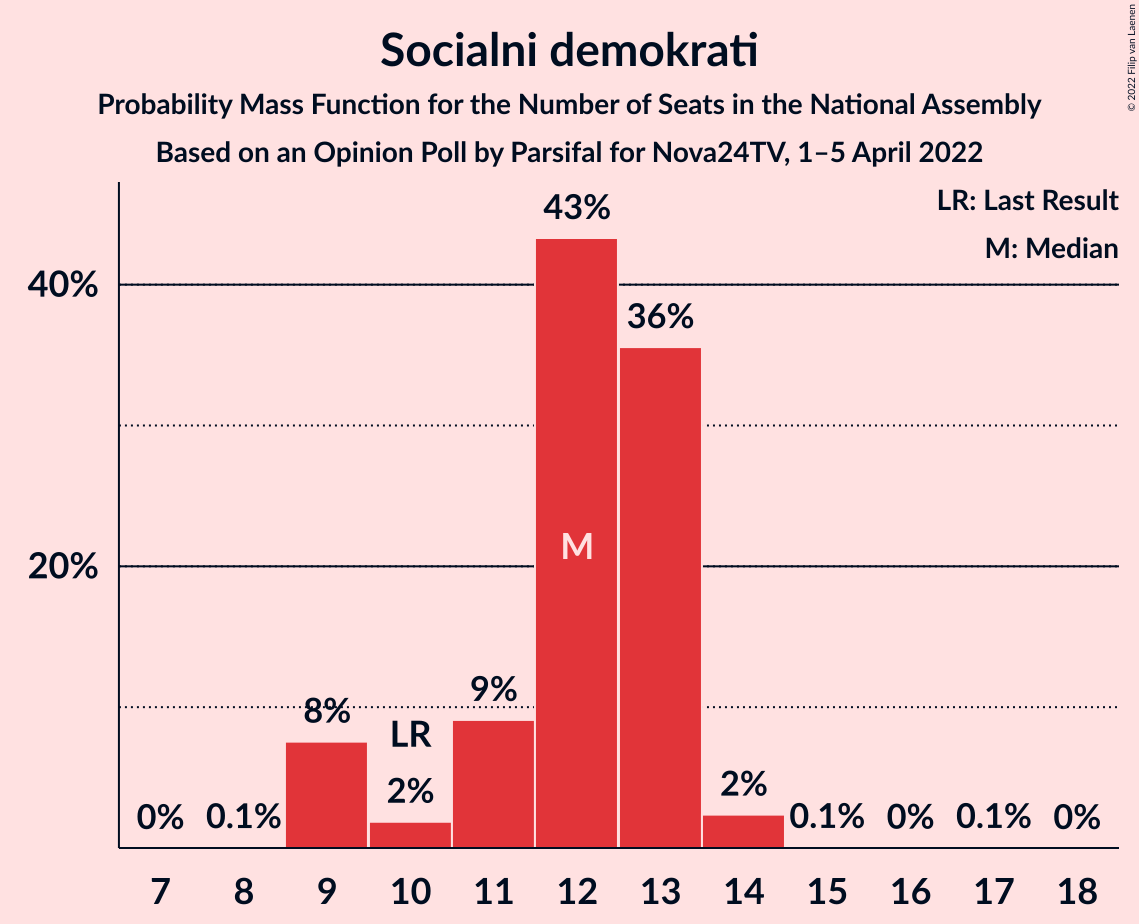 Socialni demokrati
Probability Mass Function for the Number of Seats in the National Assembly
Based on an Opinion Poll by Parsifal for Nova24TV, 1–5 April 2022
© 2022 Filip van Laenen
LR: Last Result
M: Median
40%
20%
0%
0.1%
8%
LR
2%
9%
43%
M
36%
2%
0.1%
0%
0.1%
0%
7 8 9 10 11 12 13 14 15 16 17 18